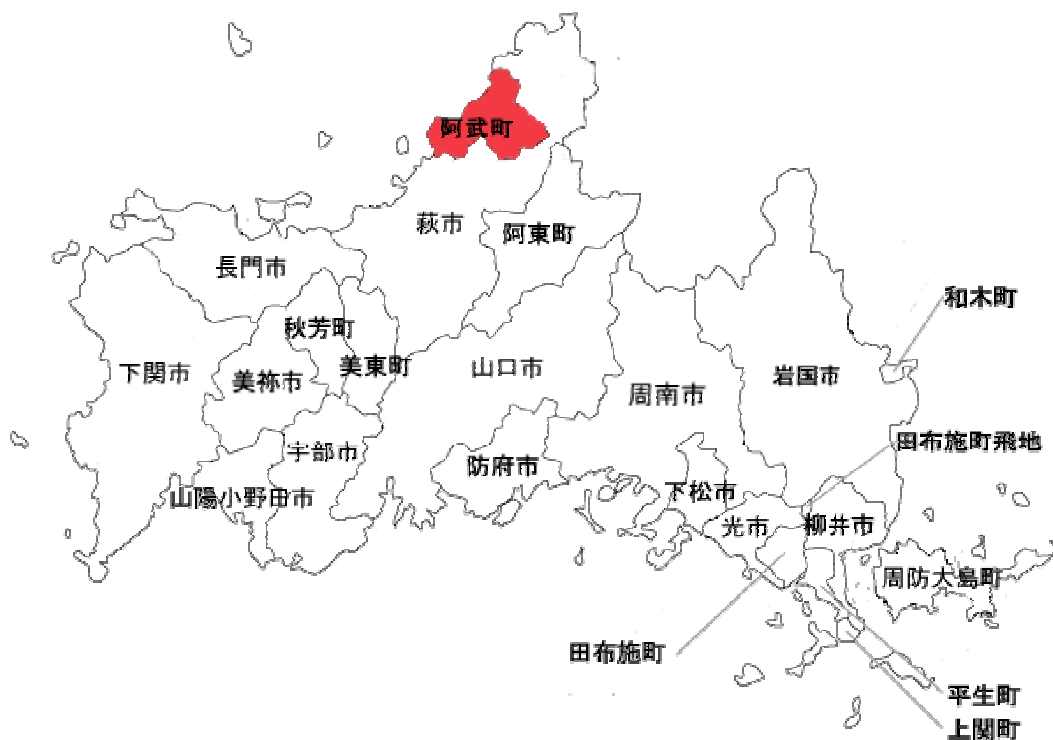 阿武町
萩市
阿東町
長門市
和木町
秋芳町
下関市
美祢市
美東町
山口市
岩国市
周南市
田布施町飛地
宇部市
防府市
山陽小野田市
下松市
光市
柳井市
周防大島町
田布施町
平生町
上関町